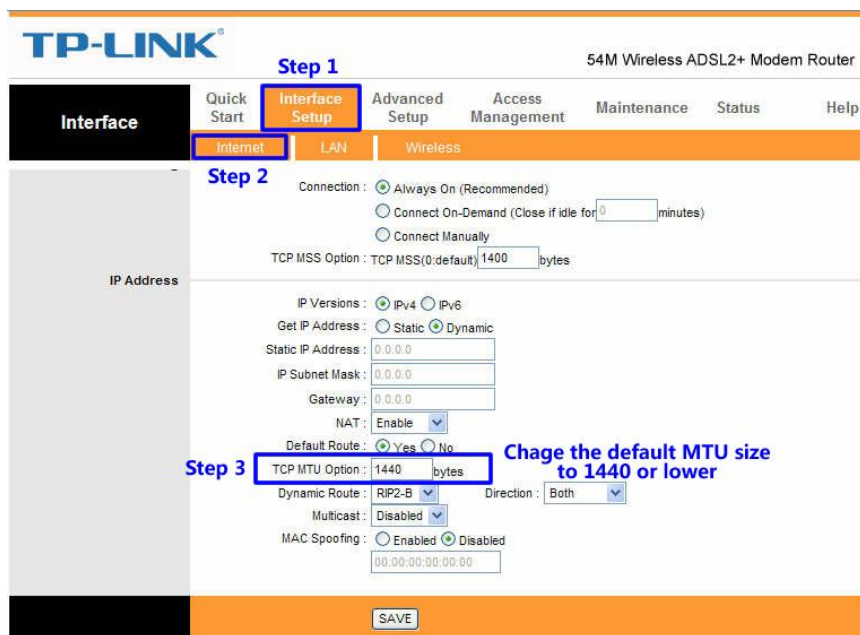 TP-LINK®
54M Wireless ADSL2+ Modem Router
Step 1
Interface
Quick Start
Interface Setup
Advanced Setup
Access Management
Maintenance
Status
Help
Internet
LAN
Wireless
Step 2
Connection : Always On (Recommended)
Connect On-Demand (Close if idle for 0 minutes)
Connect Manually
TCP MSS Option : TCP MSS(0:default) 1400 bytes
IP Address
IP Versions : IPv4 IPv6
Get IP Address : Static Dynamic
Static IP Address : 0.0.0.0
IP Subnet Mask : 0.0.0.0
Gateway : 0.0.0.0
NAT : Enable
Default Route : Yes No
Step 3
TCP MTU Option : 1440 bytes
Chage the default MTU size
to 1440 or lower
Dynamic Route : RIP2-B Direction : Both
Multicast : Disabled
MAC Spoofing : Enabled Disabled
00:00:00:00:00:00
SAVE